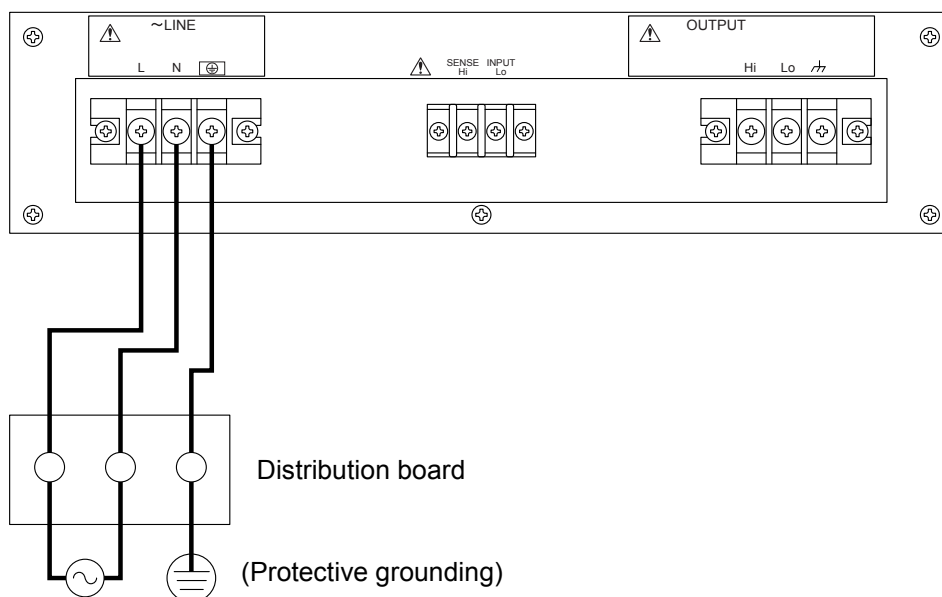 ~LINE
L N
SENSE INPUT
Hi Lo
OUTPUT
Hi Lo
Distribution board
(Protective grounding)